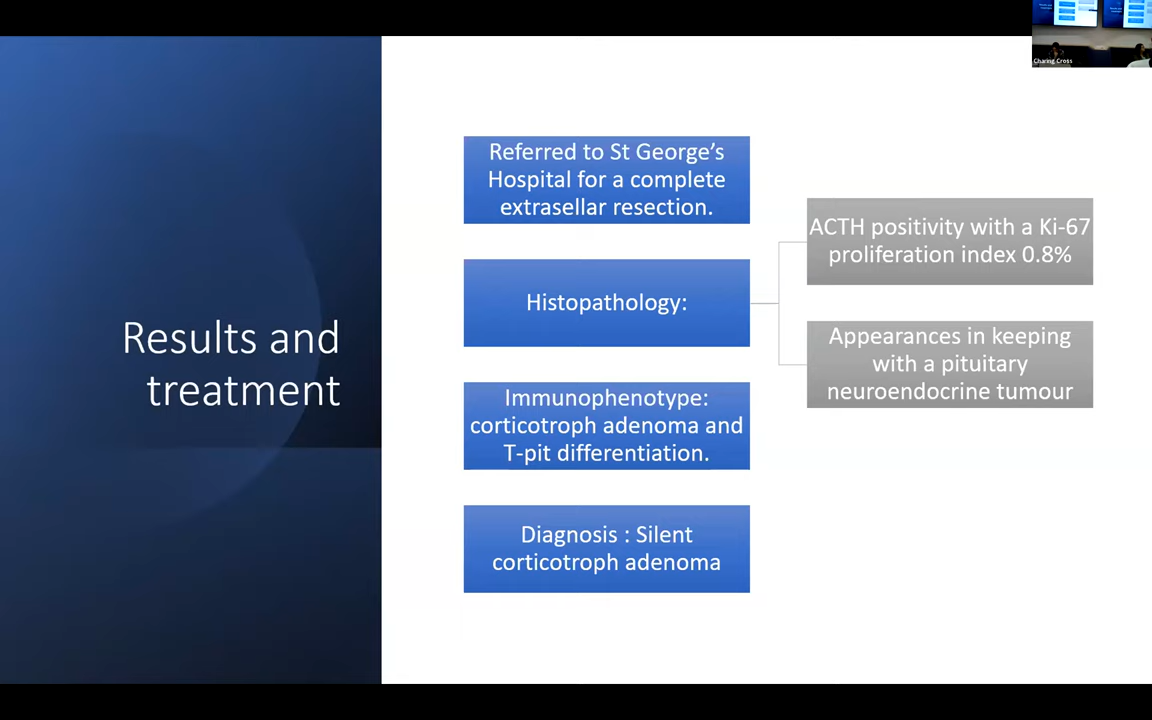 Results and
treatment
Referred to St George's
Hospital for a complete
extrasellar resection.
Histopathology:
ACTH positivity with a Ki-67
proliferation index 0.8%
Appearances in keeping
with a pituitary
neuroendocrine tumour
Immunophenotype:
corticotroph adenoma and
T-pit differentiation.
Diagnosis : Silent
corticotroph adenoma
Charing Cross